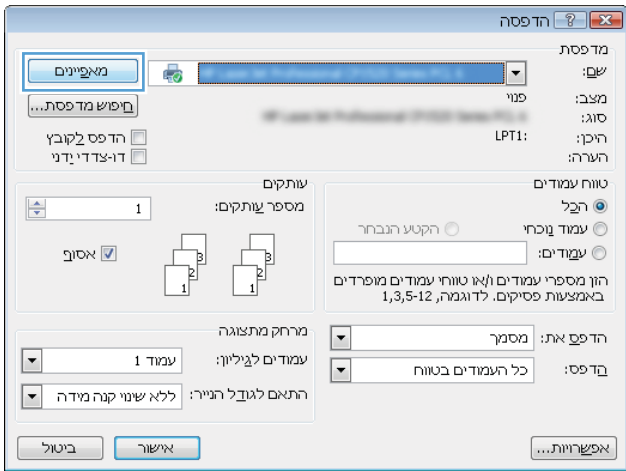 הדפסה
מדפסת
שם:
מאפיינים
מצב: פנוי
חיפוש מדפסת...
סוג:
היכן: LPT1:
הדפס לקובץ
הערה:
דו-צדדי ידני
טווח עמודים
הכל
עמוד נוכחי
הקטע הנבחר
עמודים:
הזן מספרי עמודים ו/או טווחי עמודים מופרדים
באמצעות פסיקים. לדוגמה, 1,3,5-12
עותקים
מספר עותקים: 1
אסוף
1 2 3
1 2 3
הדפס את: מסמך
הדפס: כל העמודים בטווח
מרחק מתצוגה
עמודים לגיליון: עמוד 1
התאם לגודל הנייר: ללא שינוי קנה מידה
אפשרויות...
אישור
ביטול